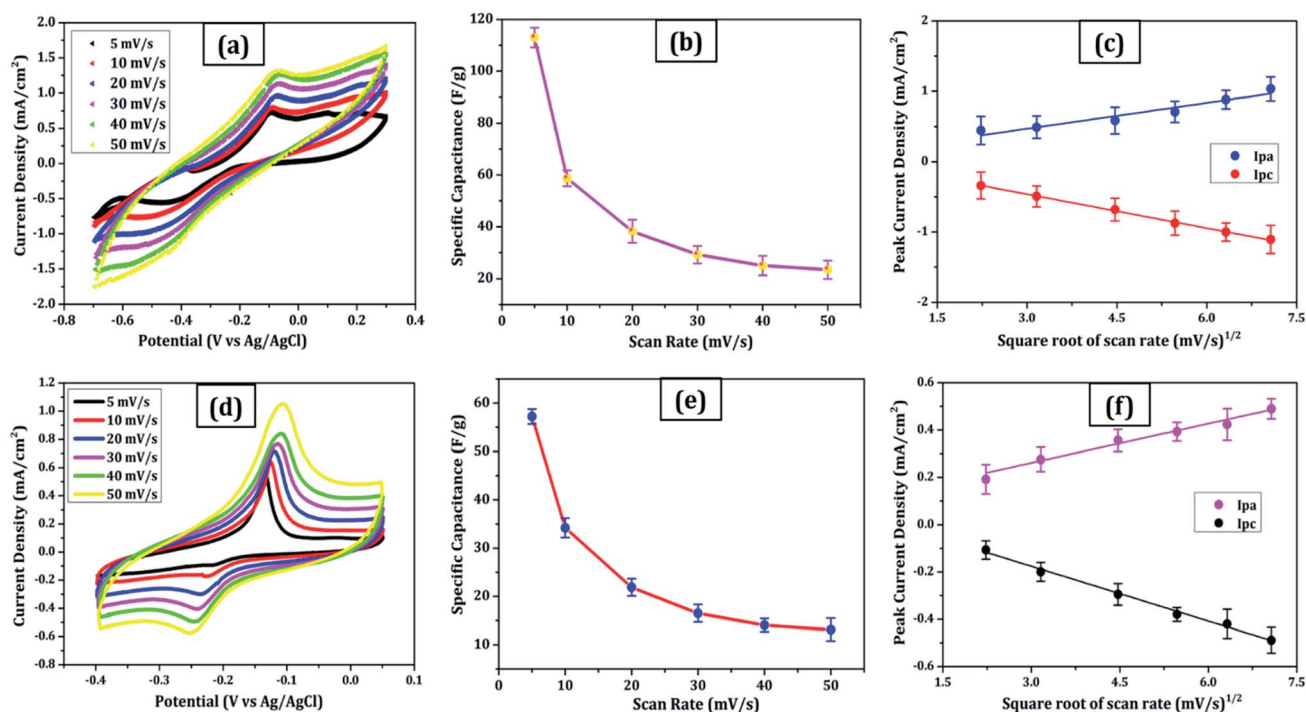 (a)
5 mV/s
10 mV/s
20 mV/s
30 mV/s
40 mV/s
50 mV/s
Current Density (mA/cm²)
2.0
1.5
1.0
0.5
0.0
-0.5
-1.0
-1.5
-2.0
-0.8 -0.6 -0.4 -0.2 0.0 0.2 0.4
Potential (V vs Ag/AgCl)
(b)
Specific Capacitance (F/g)
120
100
80
60
40
20
0 10 20 30 40 50
Scan Rate (mV/s)
(c)
Peak Current Density (mA/cm²)
2
1
0
-1
-2
Ipa
Ipc
1.5 3.0 4.5 6.0 7.5
Square root of scan rate (mV/s)^1/2
(d)
5 mV/s
10 mV/s
20 mV/s
30 mV/s
40 mV/s
50 mV/s
Current Density (mA/cm²)
1.2
1.0
0.8
0.6
0.4
0.2
0.0
-0.2
-0.4
-0.6
-0.8
-0.4 -0.3 -0.2 -0.1 0.0 0.1
Potential (V vs Ag/AgCl)
(e)
Specific Capacitance (F/g)
60
50
40
30
20
10
0 10 20 30 40 50
Scan Rate (mV/s)
(f)
Peak Current Density (mA/cm²)
0.6
0.4
0.2
0.0
-0.2
-0.4
-0.6
Ipa
Ipc
1.5 3.0 4.5 6.0 7.5
Square root of scan rate (mV/s)^1/2